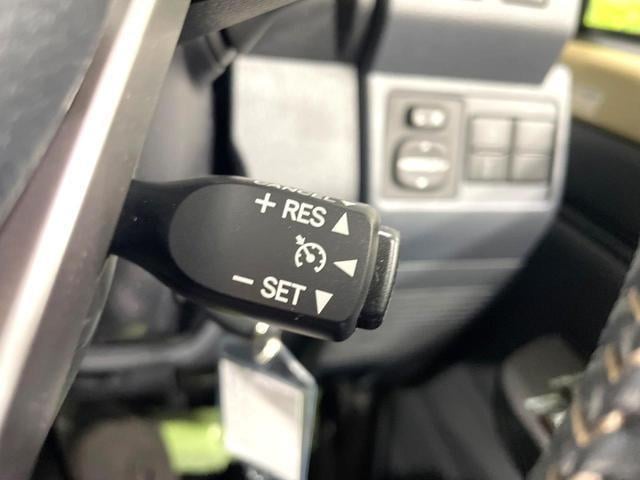 CANCEL
+ RES ▲
◀
− SET ▼